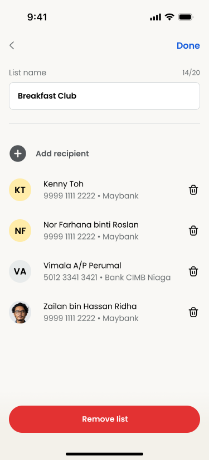 9:41
Done
List name 14/20
Breakfast Club
Add recipient
KT
Kenny Toh
9999 1111 2222 • Maybank
NF
Nor Farhana binti Roslan
9999 1111 2222 • Maybank
VA
Vimala A/P Perumal
5012 3341 3421 • Bank CIMB Niaga
Zailan bin Hassan Ridha
9999 1111 2222 • Maybank
Remove list